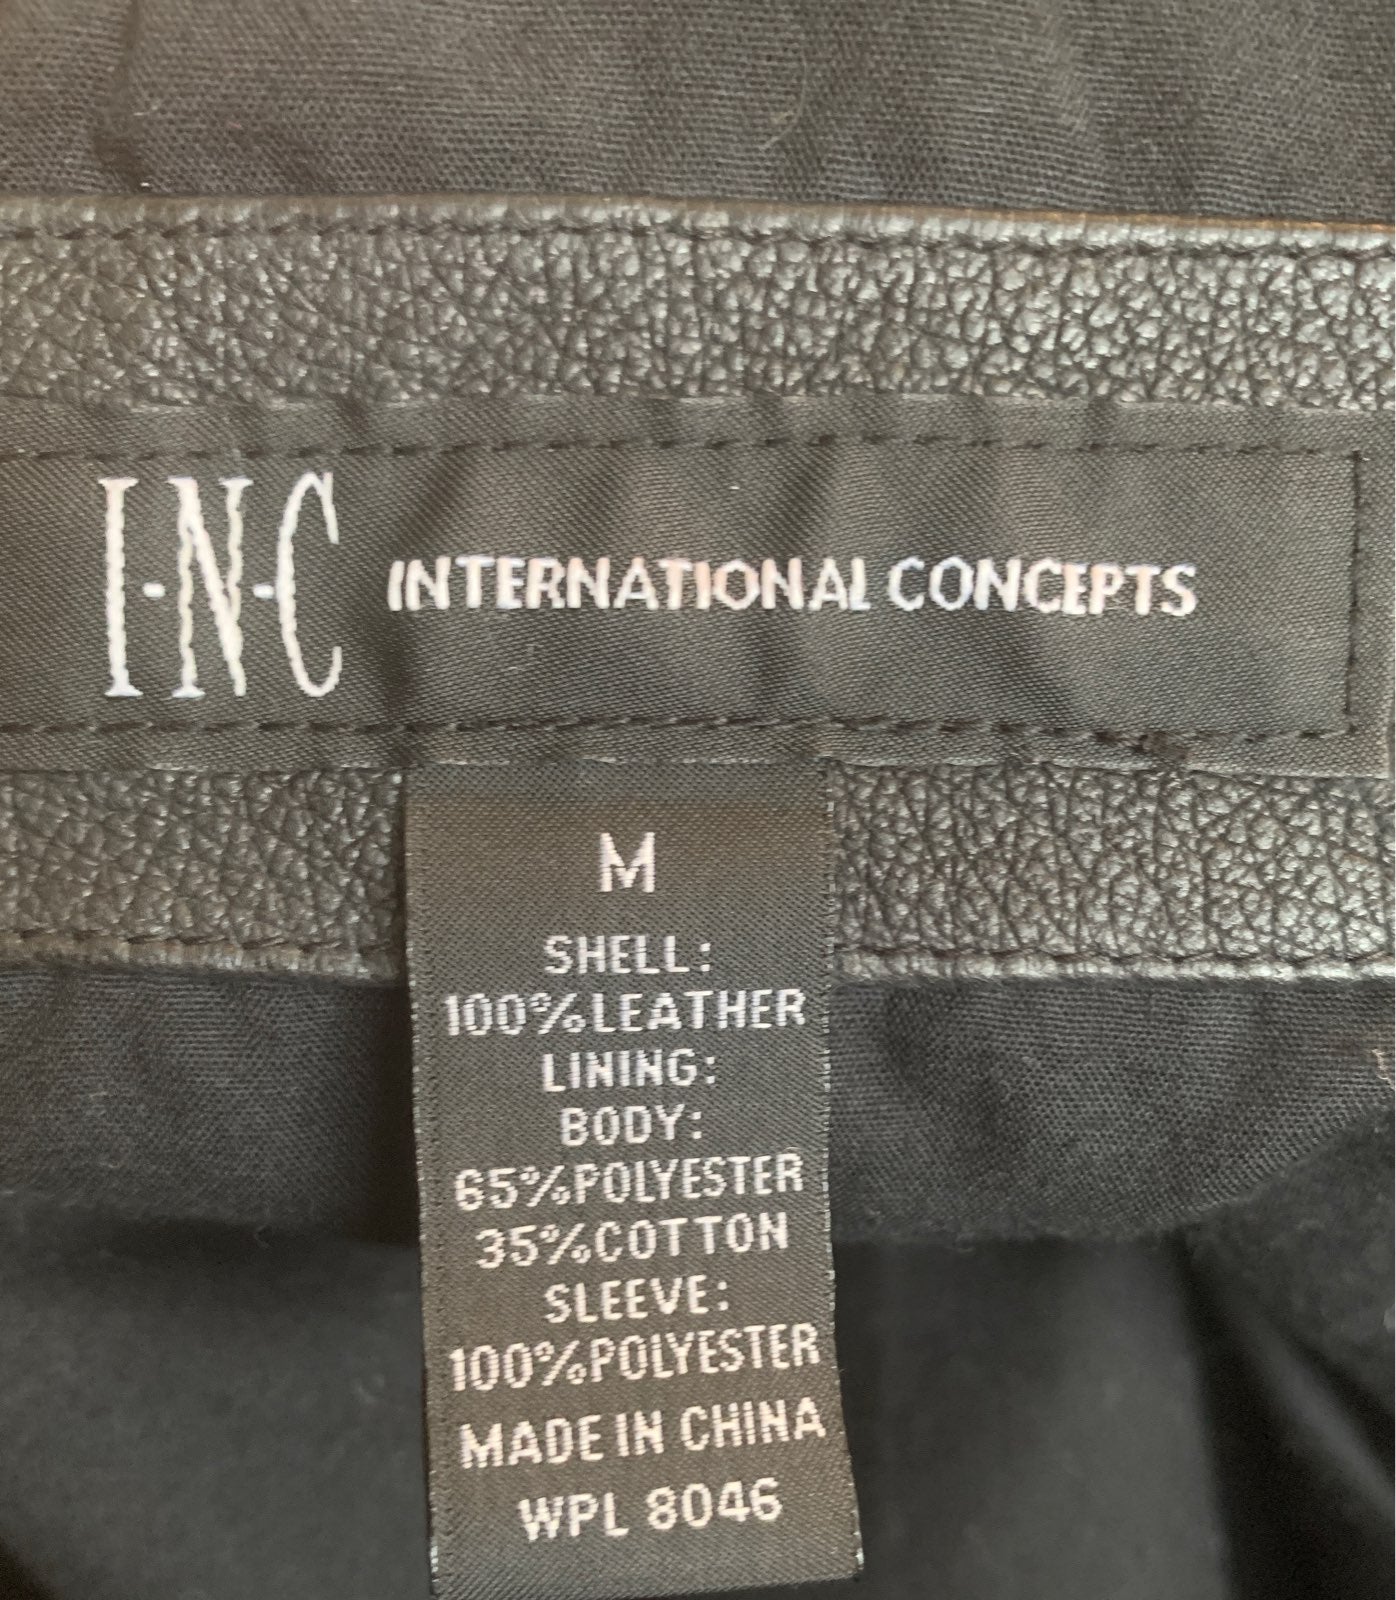 I·N·C INTERNATIONAL CONCEPTS
M
SHELL:
100%LEATHER
LINING:
BODY:
65%POLYESTER
35%COTTON
SLEEVE:
100%POLYESTER
MADE IN CHINA
WPL 8046